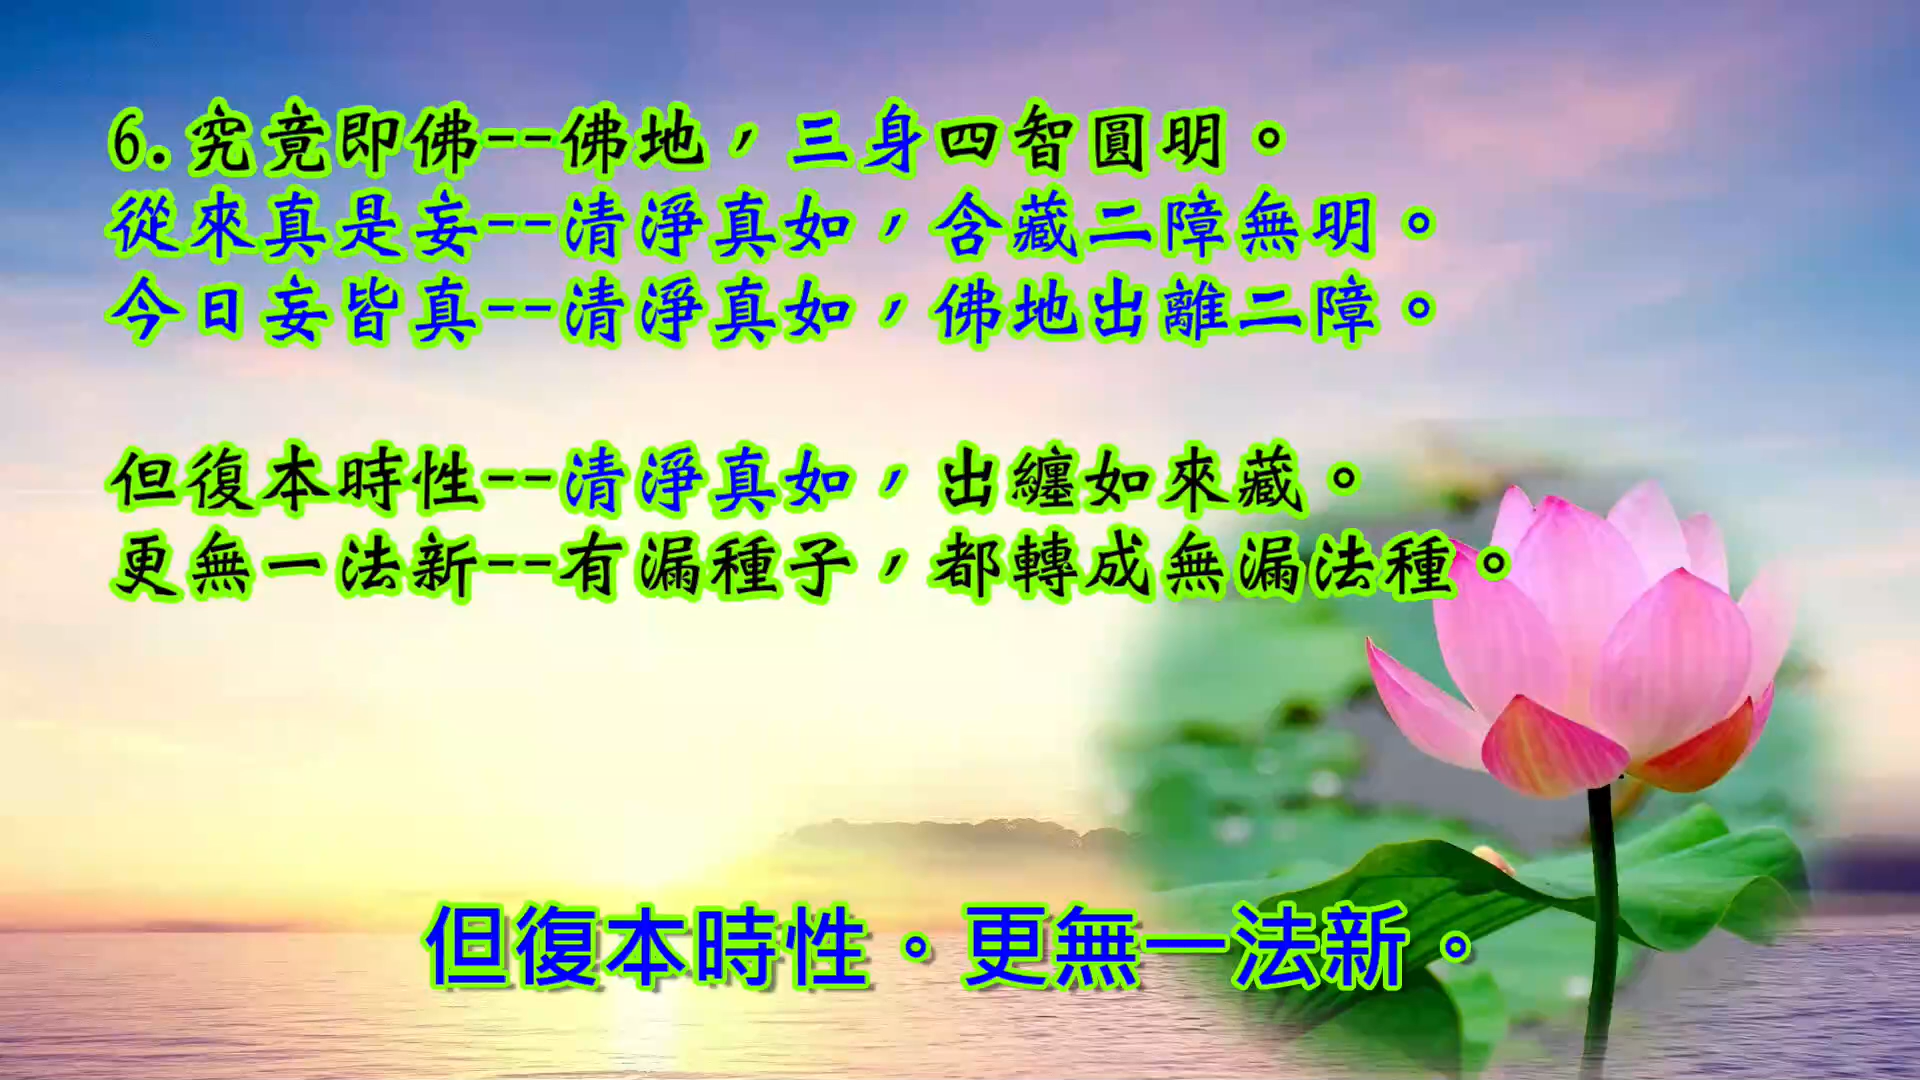 6.究竟即佛--佛地，三身四智圓明。
從來真是妄--清淨真如，含藏二障無明。
今日妄皆真--清淨真如，佛地出離二障。
但復本時性--清淨真如，出纏如來藏。
更無一法新--有漏種子，都轉成無漏法種。
但復本時性。更無一法新。